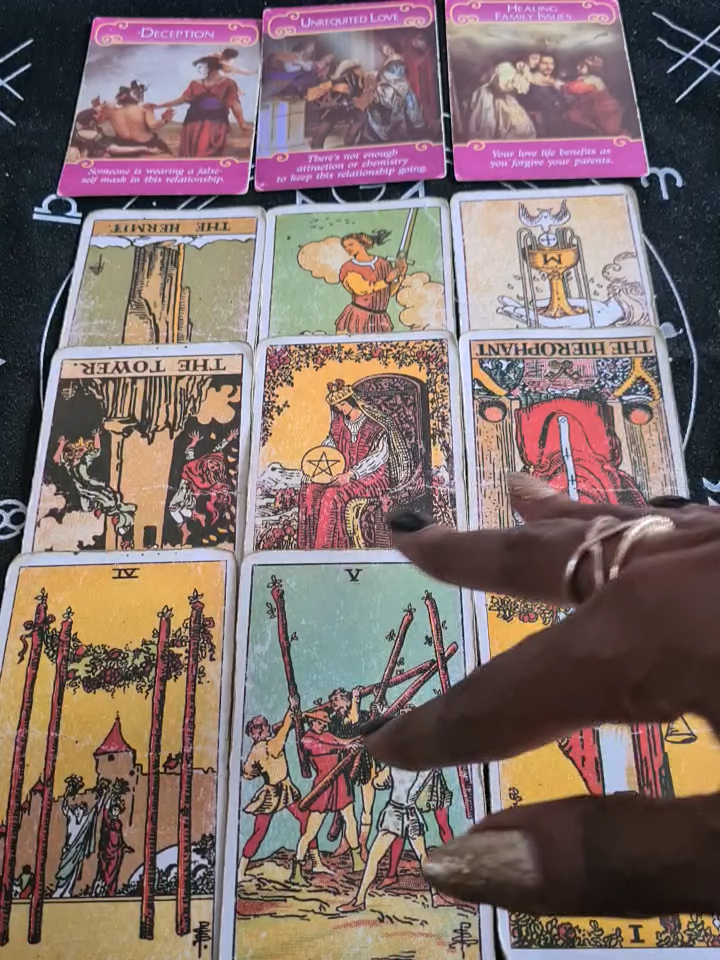 DECEPTION
Someone is wearing a false-
self mask in this relationship.
UNREQUITED LOVE
There's not enough
attraction or chemistry
to keep this relationship going.
HEALING
FAMILY ISSUES
Your love life benefits as
you forgive your parents.
THE HERMIT.
M
THE TOWER.
THE HIEROPHANT
IV
V
I